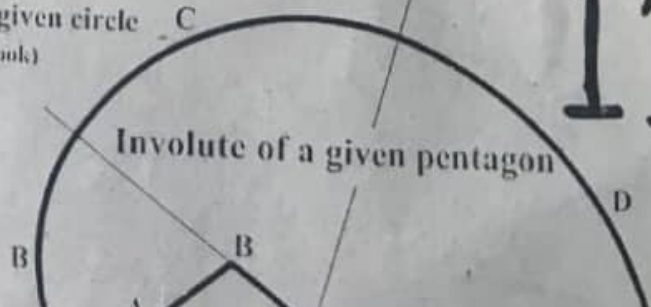 given circle C
Involute of a given pentagon
D
B B